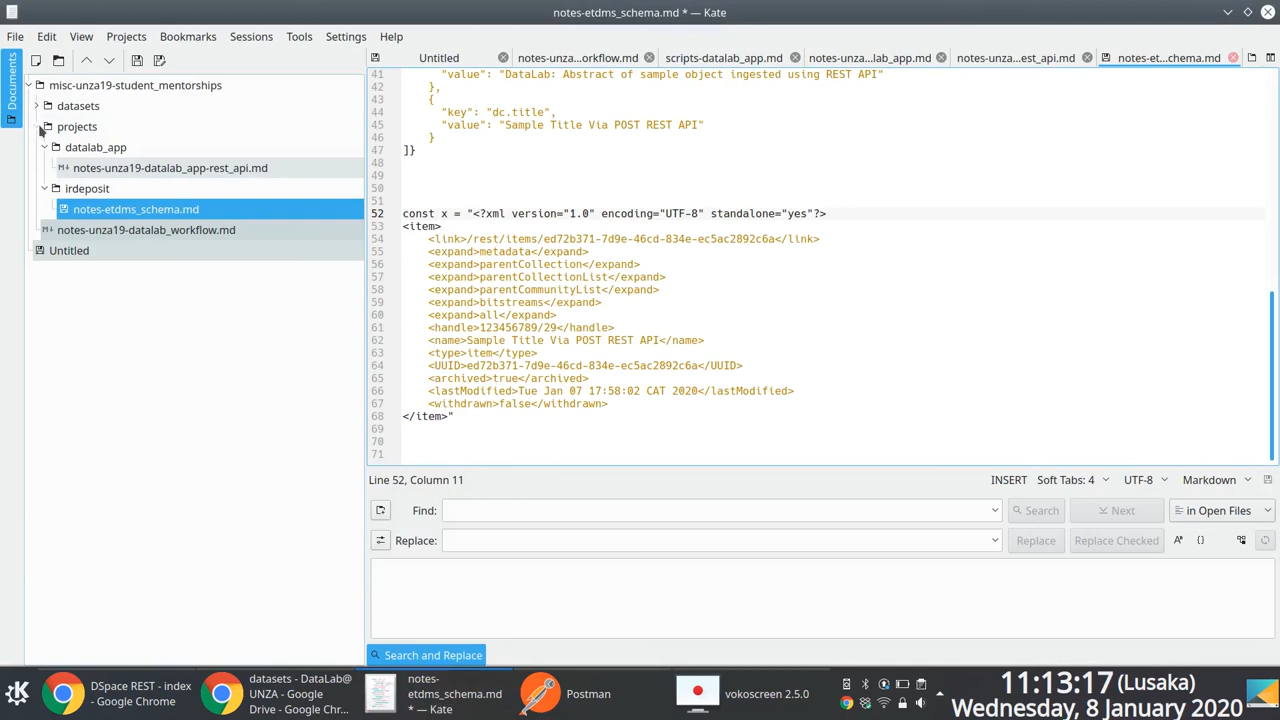 notes-etdms_schema.md * — Kate
File Edit View Projects Bookmarks Sessions Tools Settings Help
Documents
Untitled notes-unza...orkflow.md scripts-datalab_app.md notes-unza...lab_app.md notes-unza...est_api.md notes-et...chema.md
misc-unza19-student_mentorships
datasets
projects
datalab_app
notes-unza19-datalab_app-rest_api.md
irdeposit
notes-etdms_schema.md
notes-unza19-datalab_workflow.md
Untitled
41 "value": "DataLab: Abstract of sample object ingested using REST API"
42 },
43 {
44 "key": "dc.title",
45 "value": "Sample Title Via POST REST API"
46 }
47 ]}
48
49
50
51
52 const x = "<?xml version="1.0" encoding="UTF-8" standalone="yes"?>
53 <item>
54 <link>/rest/items/ed72b371-7d9e-46cd-834e-ec5ac2892c6a</link>
55 <expand>metadata</expand>
56 <expand>parentCollection</expand>
57 <expand>parentCollectionList</expand>
58 <expand>parentCommunityList</expand>
59 <expand>bitstreams</expand>
60 <expand>all</expand>
61 <handle>123456789/29</handle>
62 <name>Sample Title Via POST REST API</name>
63 <type>item</type>
64 <UUID>ed72b371-7d9e-46cd-834e-ec5ac2892c6a</UUID>
65 <archived>true</archived>
66 <lastModified>Tue Jan 07 17:58:02 CAT 2020</lastModified>
67 <withdrawn>false</withdrawn>
68 </item>"
69
70
71
Line 52, Column 11 INSERT Soft Tabs: 4 UTF-8 Markdown
Find: Search Next in Open Files
Replace: Replace Replace Checked
Search and Replace
DSpace REST - index
Google Chrome
datasets - DataLab@
UNZA - Google
Drive - Google Chr...
notes-
etdms_schema.md
* — Kate
Postman
vokoscreen 2.5.0
(Lusaka)
Wednesday, 8 January 2020